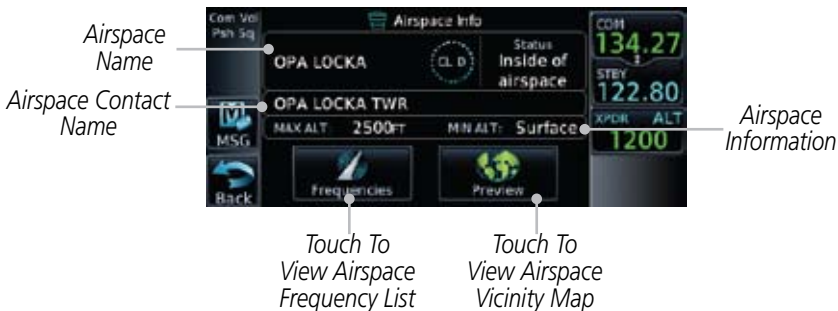 Com Vol
Psh Sq
Airspace Info
COM
134.27
STBY
122.80
XPDR ALT
1200
OPA LOCKA
CL D
Status
Inside of
airspace
OPA LOCKA TWR
MAX ALT: 2500FT
MIN ALT: Surface
MSG
Back
Frequencies
Preview
Airspace
Name
Airspace Contact
Name
Airspace
Information
Touch To
View Airspace
Frequency List
Touch To
View Airspace
Vicinity Map